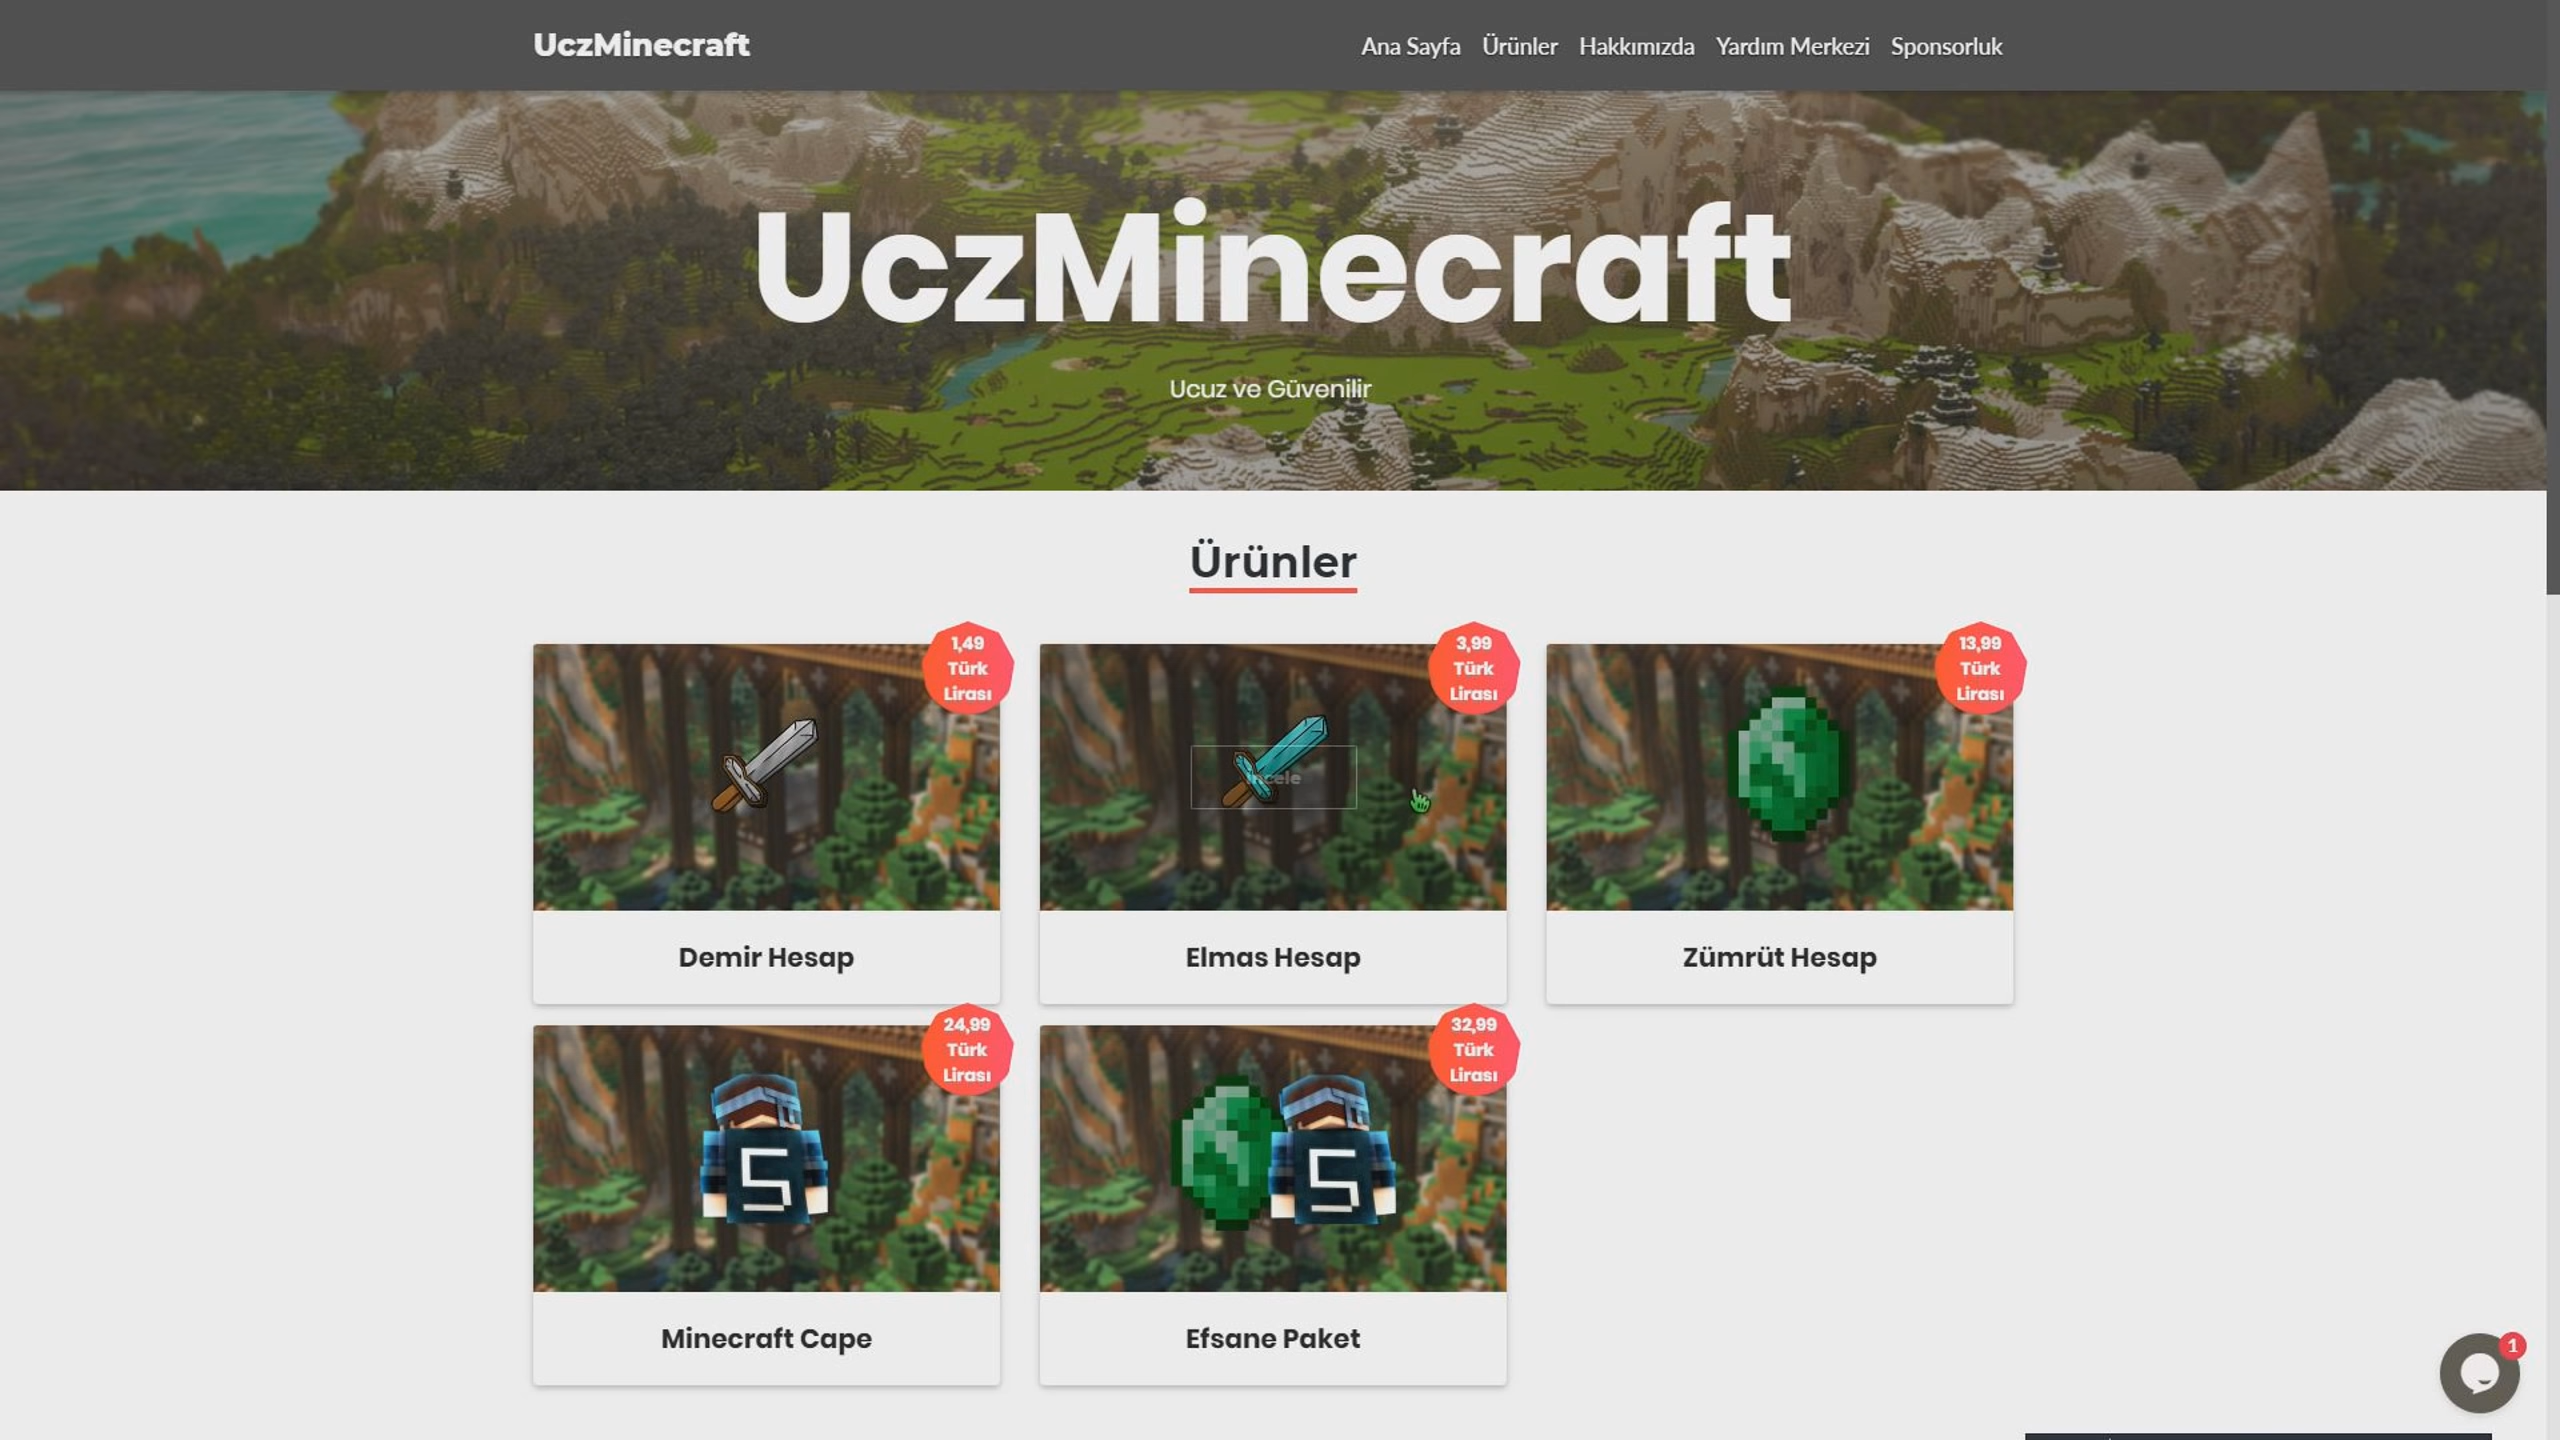 UczMinecraft
Ana Sayfa Ürünler Hakkımızda Yardım Merkezi Sponsorluk
UczMinecraft
Ucuz ve Güvenilir
Ürünler
1,49
Türk
Lirası
3,99
Türk
Lirası
13,99
Türk
Lirası
İncele
Demir Hesap
Elmas Hesap
Zümrüt Hesap
24,99
Türk
Lirası
32,99
Türk
Lirası
S
S
Minecraft Cape
Efsane Paket
1